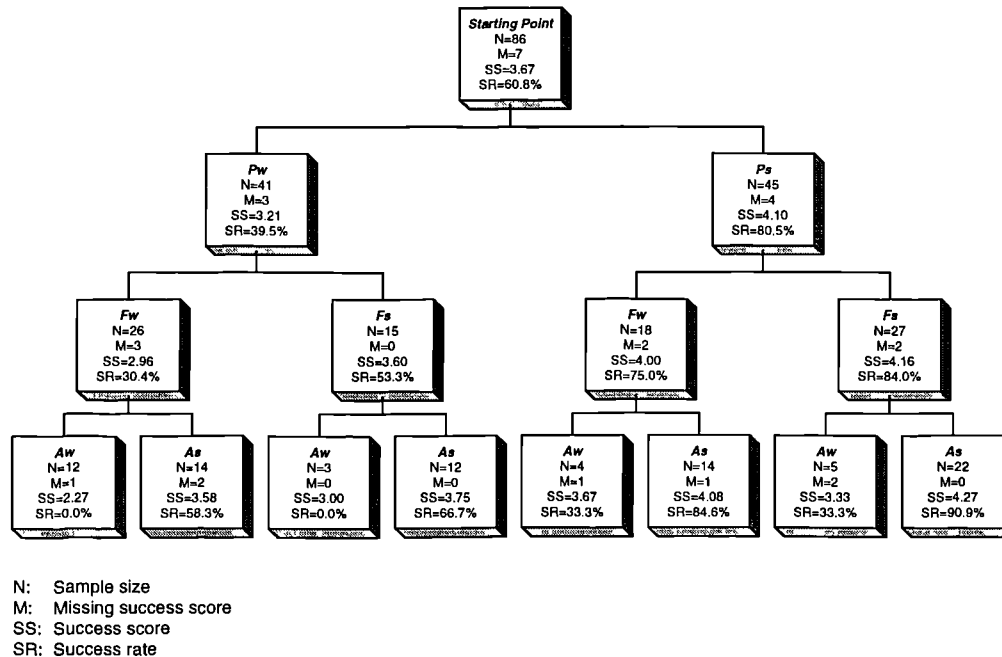 Starting Point
N=86
M=7
SS=3.67
SR=60.8%
Pw
N=41
M=3
SS=3.21
SR=39.5%
Ps
N=45
M=4
SS=4.10
SR=80.5%
Fw
N=26
M=3
SS=2.96
SR=30.4%
Fs
N=15
M=0
SS=3.60
SR=53.3%
Fw
N=18
M=2
SS=4.00
SR=75.0%
Fs
N=27
M=2
SS=4.16
SR=84.0%
Aw
N=12
M=1
SS=2.27
SR=0.0%
As
N=14
M=2
SS=3.58
SR=58.3%
Aw
N=3
M=0
SS=3.00
SR=0.0%
As
N=12
M=0
SS=3.75
SR=66.7%
Aw
N=4
M=1
SS=3.67
SR=33.3%
As
N=14
M=1
SS=4.08
SR=84.6%
Aw
N=5
M=2
SS=3.33
SR=33.3%
As
N=22
M=0
SS=4.27
SR=90.9%
N: Sample size
M: Missing success score
SS: Success score
SR: Success rate